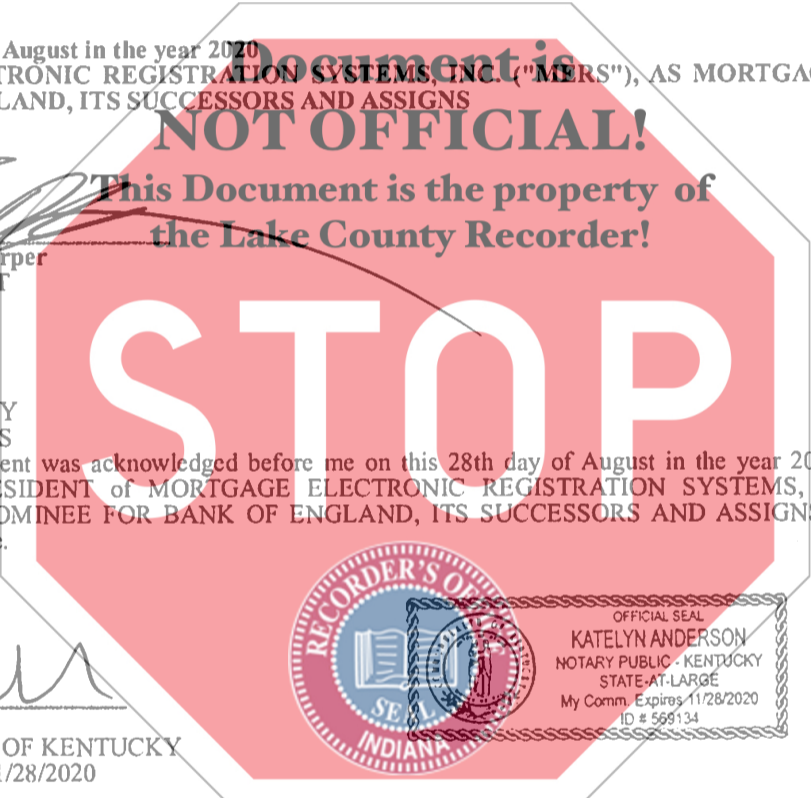 August in the year 2020
TRONIC REGISTRATION SYSTEMS, INC. ("MERS"), AS MORTGA
LAND, ITS SUCCESSORS AND ASSIGNS
Document is
NOT OFFICIAL!
This Document is the property of
the Lake County Recorder!
rper
T
STOP
Y
S
ent was acknowledged before me on this 28th day of August in the year 20
ESIDENT of MORTGAGE ELECTRONIC REGISTRATION SYSTEMS,
OMINEE FOR BANK OF ENGLAND, ITS SUCCESSORS AND ASSIGNS
e.
RECORDER'S OFFICE
SEAL
INDIANA
OFFICIAL SEAL
KATELYN ANDERSON
NOTARY PUBLIC - KENTUCKY
STATE-AT-LARGE
My Comm. Expires 11/28/2020
ID # 569134
OF KENTUCKY
1/28/2020